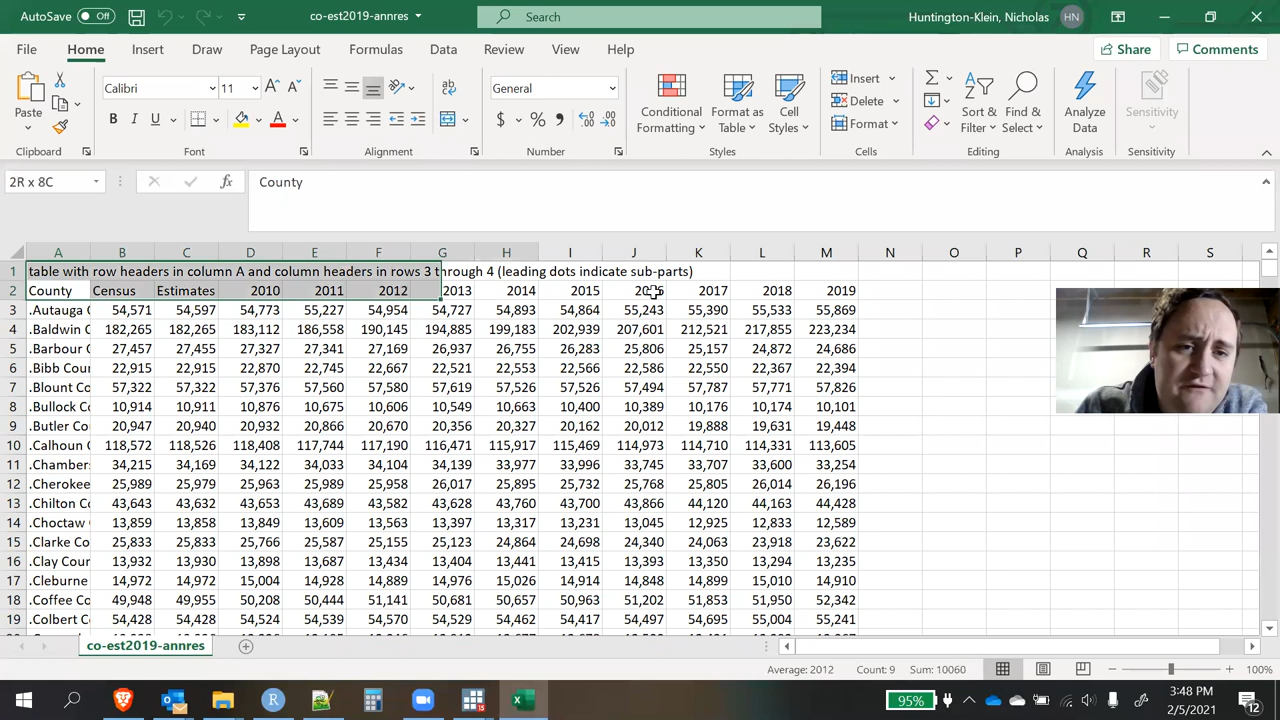 AutoSave Off co-est2019-annres Search Huntington-Klein, Nicholas HN
File Home Insert Draw Page Layout Formulas Data Review View Help Share Comments
Paste Calibri 11 General Conditional Formatting Format as Table Cell Styles Insert Delete Format Sort & Filter Find & Select Analyze Data Sensitivity
Clipboard Font Alignment Number Styles Cells Editing Analysis Sensitivity
2R x 8C County
A B C D E F G H I J K L M N O P Q R S
1 table with row headers in column A and column headers in rows 3 through 4 (leading dots indicate sub-parts)
2 County Census Estimates 2010 2011 2012 2013 2014 2015 2016 2017 2018 2019
3 .Autauga 54,571 54,597 54,773 55,227 54,954 54,727 54,893 54,864 55,243 55,390 55,533 55,869
4 .Baldwin 182,265 182,265 183,112 186,558 190,145 194,885 199,183 202,939 207,601 212,521 217,855 223,234
5 .Barbour 27,457 27,455 27,327 27,341 27,169 26,937 26,755 26,283 25,806 25,157 24,872 24,686
6 .Bibb Cou 22,915 22,915 22,870 22,745 22,667 22,521 22,553 22,566 22,586 22,550 22,367 22,394
7 .Blount Co 57,322 57,322 57,376 57,560 57,580 57,619 57,526 57,526 57,494 57,787 57,771 57,826
8 .Bullock Co 10,914 10,911 10,876 10,675 10,606 10,549 10,663 10,400 10,389 10,176 10,174 10,101
9 .Butler Co 20,947 20,940 20,932 20,866 20,670 20,356 20,327 20,162 20,012 19,888 19,631 19,448
10 .Calhoun 118,572 118,526 118,408 117,744 117,190 116,471 115,917 115,469 114,973 114,710 114,331 113,605
11 .Chambers 34,215 34,169 34,122 34,033 34,104 34,139 33,977 33,996 33,745 33,707 33,600 33,254
12 .Cherokee 25,989 25,979 25,963 25,989 25,958 26,017 25,895 25,732 25,768 25,805 26,014 26,196
13 .Chilton Co 43,643 43,632 43,653 43,689 43,582 43,628 43,760 43,700 43,866 44,120 44,163 44,428
14 .Choctaw 13,859 13,858 13,849 13,609 13,563 13,397 13,317 13,231 13,045 12,925 12,833 12,589
15 .Clarke Co 25,833 25,833 25,766 25,587 25,155 25,123 24,864 24,698 24,340 24,063 23,918 23,622
16 .Clay Cour 13,932 13,930 13,898 13,687 13,434 13,404 13,441 13,415 13,393 13,350 13,294 13,235
17 .Cleburne 14,972 14,972 15,004 14,928 14,889 14,976 15,026 14,914 14,848 14,899 15,010 14,910
18 .Coffee Co 49,948 49,955 50,208 50,444 51,141 50,681 50,657 50,963 51,202 51,853 51,950 52,342
19 .Colbert Co 54,428 54,428 54,524 54,539 54,570 54,529 54,462 54,417 54,497 54,695 55,004 55,241
co-est2019-annres
Average: 2012 Count: 9 Sum: 10060 100%
95% 3:48 PM
2/5/2021 12